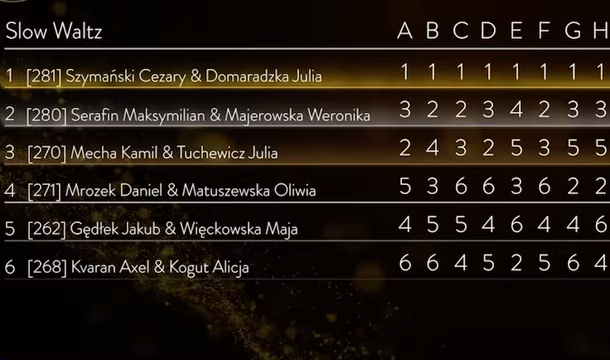 Slow Waltz A B C D E F G H
1 [281] Szymański Cezary & Domaradzka Julia 1 1 1 1 1 1 1 1
2 [280] Serafin Maksymilian & Majerowska Weronika 3 2 2 3 4 2 3 3
3 [270] Mecha Kamil & Tuchewicz Julia 2 4 3 2 5 3 5 5
4 [271] Mrozek Daniel & Matuszewska Oliwia 5 3 6 6 3 6 2 2
5 [262] Gędłek Jakub & Więckowska Maja 4 5 5 4 6 4 4 6
6 [268] Kvaran Axel & Kogut Alicja 6 6 4 5 2 5 6 4